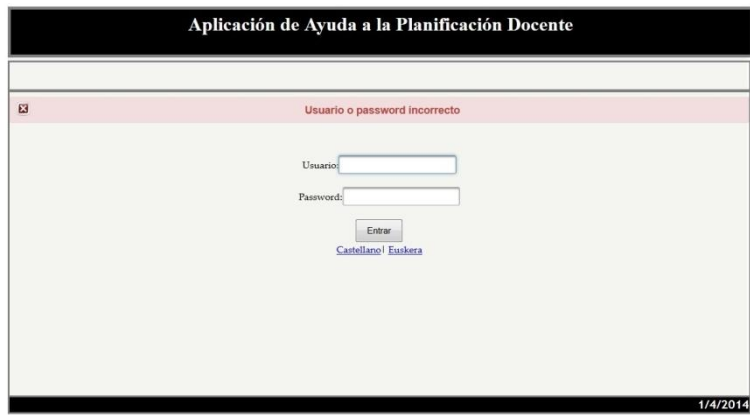 Aplicación de Ayuda a la Planificación Docente
Usuario o password incorrecto
Usuario:
Password:
Entrar
Castellano| Euskera
1/4/2014